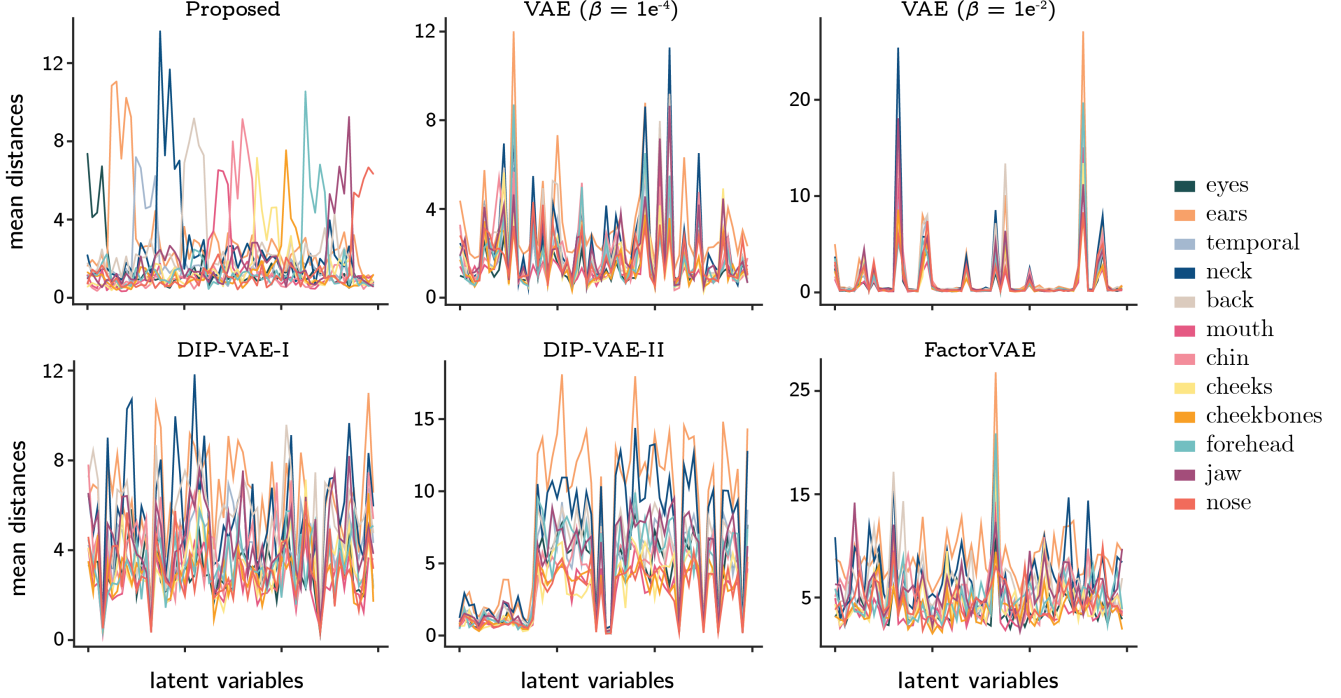 Proposed
VAE (β = 1e⁻⁴)
VAE (β = 1e⁻²)
mean distances
12
8
4
0
12
8
4
0
20
10
0
eyes
ears
temporal
neck
back
mouth
chin
cheeks
cheekbones
forehead
jaw
nose
DIP-VAE-I
DIP-VAE-II
FactorVAE
mean distances
12
8
4
0
15
10
5
0
25
15
5
latent variables
latent variables
latent variables